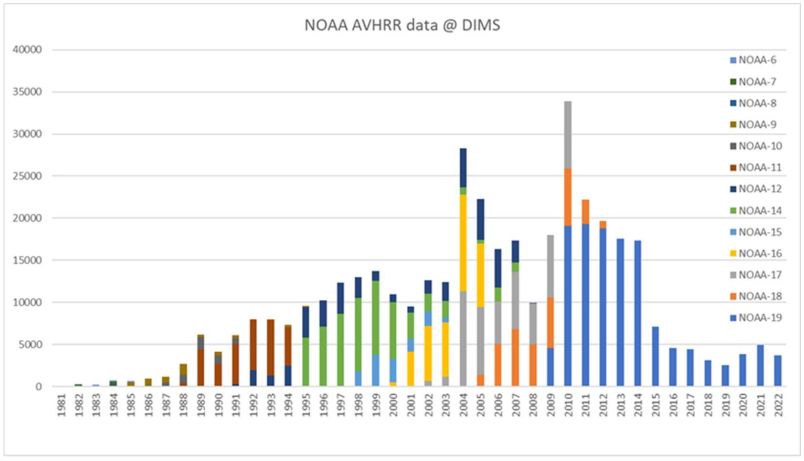 NOAA AVHRR data @ DIMS
40000
35000
30000
25000
20000
15000
10000
5000
0
NOAA-6
NOAA-7
NOAA-8
NOAA-9
NOAA-10
NOAA-11
NOAA-12
NOAA-14
NOAA-15
NOAA-16
NOAA-17
NOAA-18
NOAA-19
1981 1982 1983 1984 1985 1986 1987 1988 1989 1990 1991 1992 1993 1994 1995 1996 1997 1998 1999 2000 2001 2002 2003 2004 2005 2006 2007 2008 2009 2010 2011 2012 2013 2014 2015 2016 2017 2018 2019 2020 2021 2022